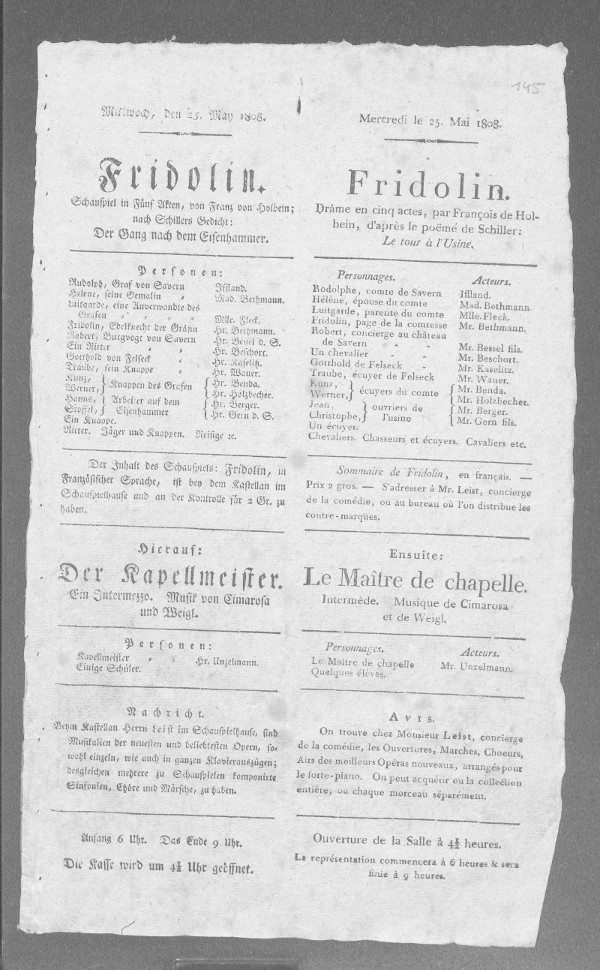 145
Mittwoch, den 25. May 1808.
Fridolin.
Schauspiel in Fünf Akten, von Franz von Holbein;
nach Schillers Gedicht:
Der Gang nach dem Eisenhammer.
Personen:
Rudolph, Graf von Savern Iffland.
Helene, seine Gemalin „ Mad. Bethmann.
Luitgarde, eine Anverwandte des
Grafen „ „ Mlle. Fleck.
Fridolin, Edelknecht der Gräfin Hr. Bethmann.
Robert, Burgvogt von Savern Hr. Bessel d. S.
Ein Ritter „ „ Hr. Beschort.
Gotthold von Felseck „ Hr. Kaselitz.
Traube, sein Knappe „ Hr. Wauer.
Kunz, } Knappen des Grafen { Hr. Benda.
Werner, Hr. Holzbecher.
Hanns, } Arbeiter auf dem { Hr. Berger.
Stoffel, Eisenhammer Hr. Gern d. S.
Ein Knappe.
Ritter. Jäger und Knappen. Reisige ꝛc.
Der Inhalt des Schauspiels: Fridolin, in
Französischer Sprache, ist bey dem Kastellan im
Schauspielhause und an der Kontrolle für 2 Gr. zu
haben.
Hierauf:
Der Kapellmeister.
Ein Intermezzo. Musik von Cimarosa
und Weigl.
Personen:
Kapellmeister „ Hr. Unzelmann.
Einige Schüler.
Nachricht.
Beym Kastellan Herrn Leist im Schauspielhause, sind
Musikalien der neuesten und beliebtesten Opern, so-
wohl einzeln, wie auch in ganzen Klavierauszügen;
desgleichen mehrere zu Schauspielen komponirte
Sinfonien, Chöre und Märsche, zu haben.
Anfang 6 Uhr. Das Ende 9 Uhr.
Die Kasse wird um 4½ Uhr geöffnet.
Mercredi le 25. Mai 1808.
Fridolin.
Drâme en cinq actes, par François de Hol-
bein, d'après le poëme de Schiller:
Le tour à l'Usine.
Personnages. Acteurs.
Rodolphe, comte de Savern Iffland.
Hélène, épouse du comte Mad. Bethmann.
Luitgarde, parente du comte Mlle. Fleck.
Fridolin, page de la comtesse Mr. Bethmann.
Robert, concierge au château
de Savern - - Mr. Bessel fils.
Un chevalier - - Mr. Beschort.
Gotthold de Felseck - Mr. Kaselitz.
Traube, écuyer de Felseck Mr. Wauer.
Kunz, } écuyers du comte { Mr. Benda.
Werner, Mr. Holzbecher.
Jean, } ouvriers de { Mr. Berger.
Christophe, l'usine Mr. Gern fils.
Un écuyer.
Chevaliers. Chasseurs et écuyers. Cavaliers etc.
Sommaire de Fridolin, en français. —
Prix 2 gros. — S'adresser à Mr. Leist, concierge
de la comédie, ou au bureau où l'on distribue les
contre-marques.
Ensuite:
Le Maître de chapelle.
Intermède. Musique de Cimarosa
et de Weigl.
Personnages. Acteurs.
Le Maître de chapelle Mr. Unzelmann.
Quelques élèves.
Avis.
On trouve chez Monsieur Leist, concierge
de la comédie, les Ouvertures, Marches, Choeurs,
Airs des meilleurs Opéras nouveaux, arrangés pour
le forte-piano. On peut acquérir ou la collection
entière, ou chaque morceau séparément.
Ouverture de la Salle à 4½ heures.
La représentation commencera à 6 heures & sera
finie à 9 heures.